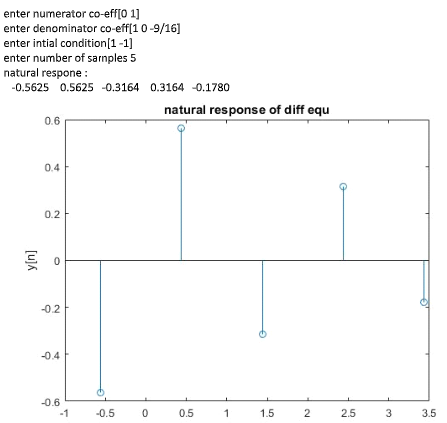 enter numerator co-eff[0 1]
enter denominator co-eff[1 0 -9/16]
enter intial condition[1 -1]
enter number of samples 5
natural respone :
-0.5625 0.5625 -0.3164 0.3164 -0.1780
natural response of diff equ
0.6
0.4
0.2
0
-0.2
-0.4
-0.6
y[n]
-1 -0.5 0 0.5 1 1.5 2 2.5 3 3.5